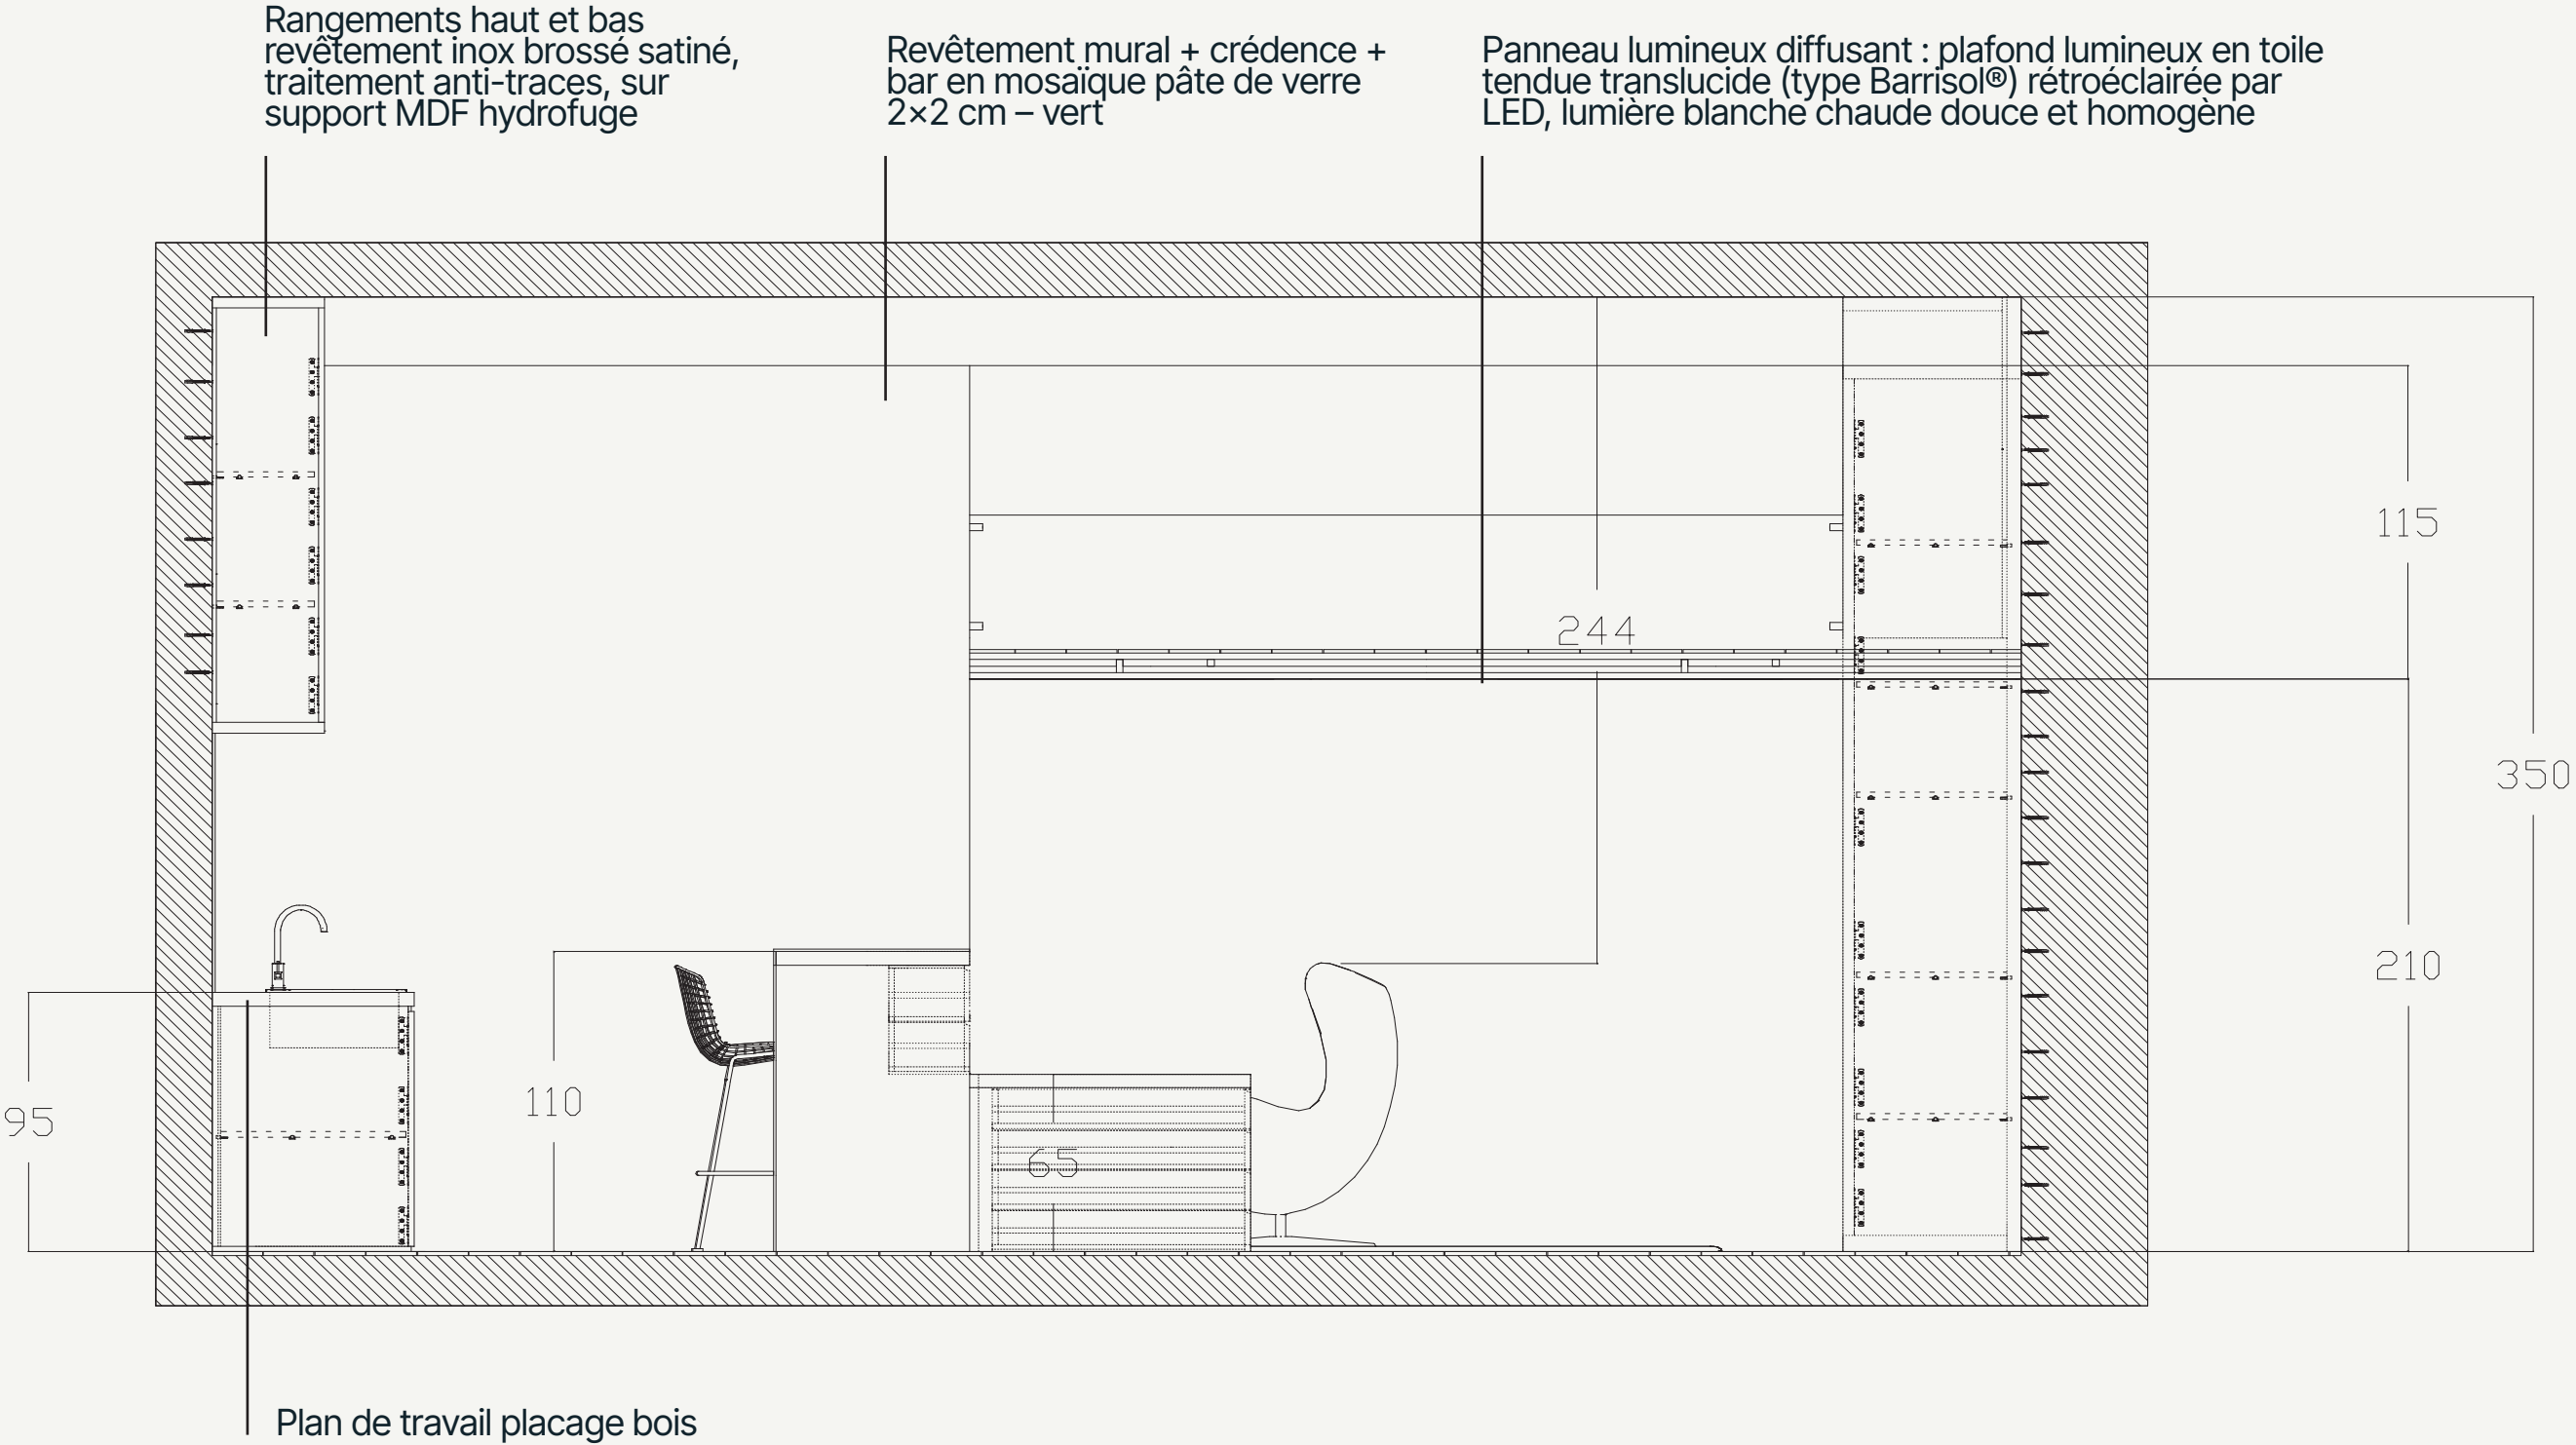 Rangements haut et bas
revêtement inox brossé satiné,
traitement anti-traces, sur
support MDF hydrofuge
Revêtement mural + crédence +
bar en mosaïque pâte de verre
2×2 cm – vert
Panneau lumineux diffusant : plafond lumineux en toile
tendue translucide (type Barrisol®) rétroéclairée par
LED, lumière blanche chaude douce et homogène
115
244
350
210
110
95
65
Plan de travail placage bois